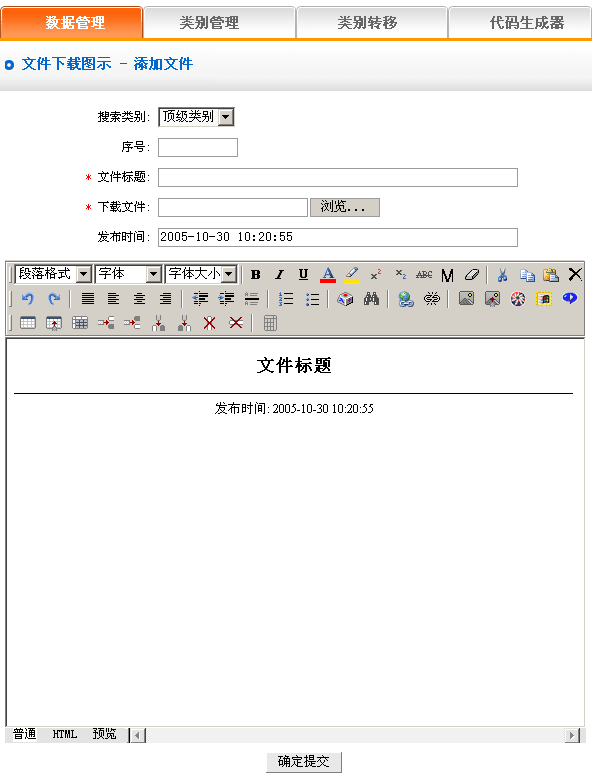 数据管理 类别管理 类别转移 代码生成器
文件下载图示 - 添加文件
搜索类别: 顶级类别
序号:
* 文件标题:
* 下载文件: 浏览...
发布时间: 2005-10-30 10:20:55
段落格式 字体 字体大小 B I U A x² x₂ ABC M
文件标题
发布时间: 2005-10-30 10:20:55
普通 HTML 预览
确定提交